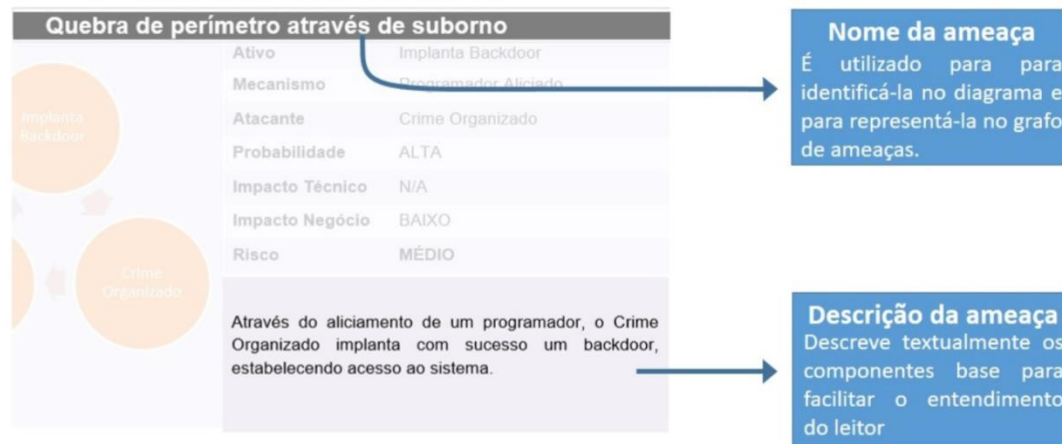 Quebra de perímetro através de suborno
Ativo Implanta Backdoor
Mecanismo Programador Aliciado
Atacante Crime Organizado
Probabilidade ALTA
Impacto Técnico N/A
Impacto Negócio BAIXO
Risco MÉDIO
Implanta
Backdoor
Crime
Organizado
Através do aliciamento de um programador, o Crime
Organizado implanta com sucesso um backdoor,
estabelecendo acesso ao sistema.
Nome da ameaça
É utilizado para para
identificá-la no diagrama e
para representá-la no grafo
de ameaças.
Descrição da ameaça
Descreve textualmente os
componentes base para
facilitar o entendimento
do leitor